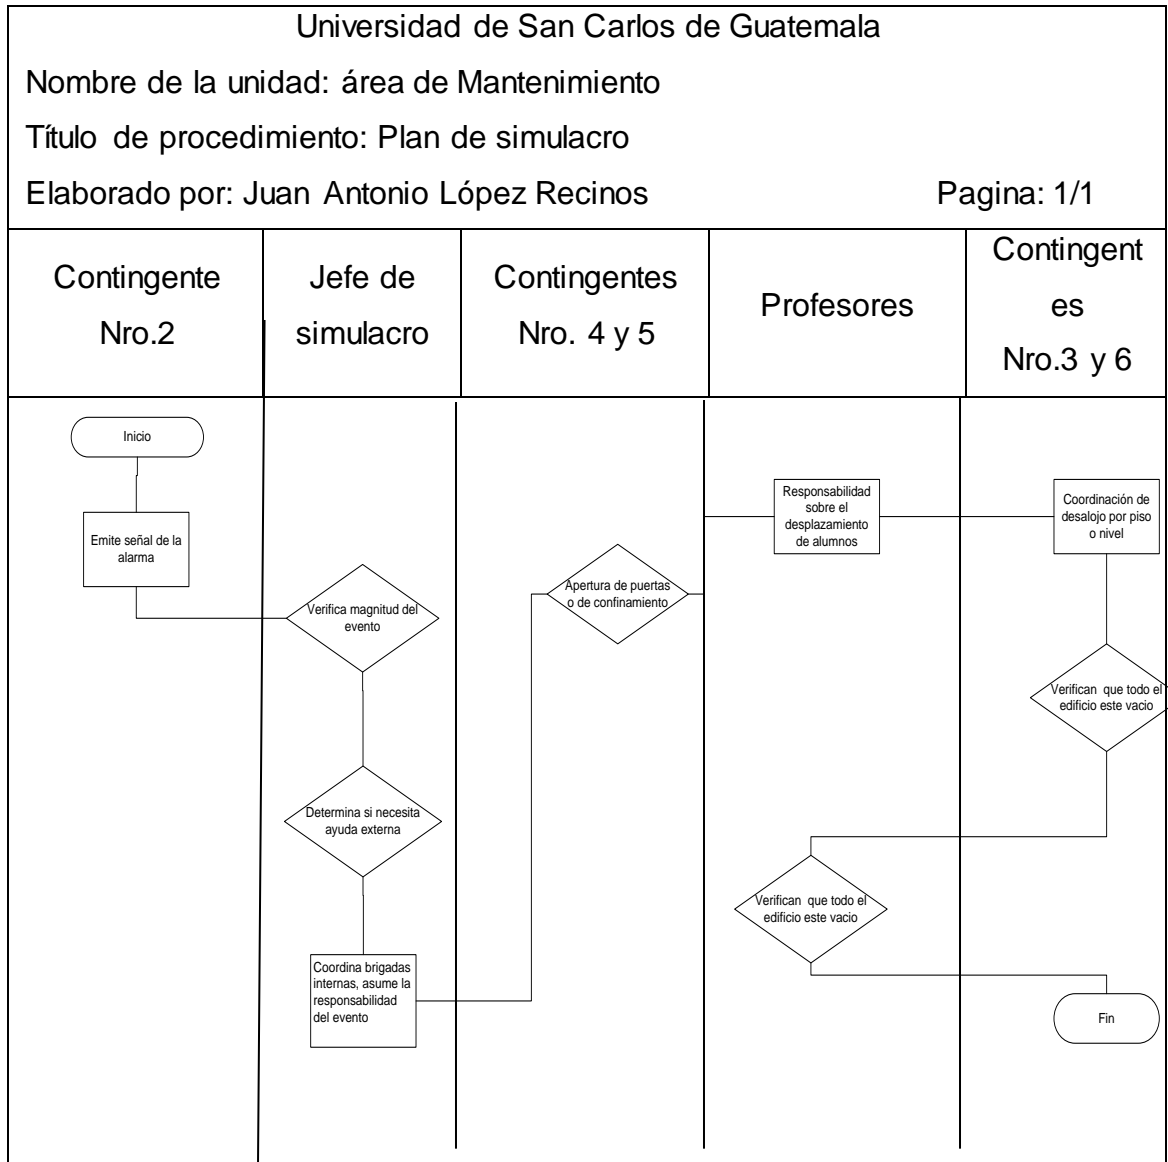 Universidad de San Carlos de Guatemala
Nombre de la unidad: área de Mantenimiento
Título de procedimiento: Plan de simulacro
Elaborado por: Juan Antonio López Recinos Pagina: 1/1
Contingente
Nro.2
Jefe de
simulacro
Contingentes
Nro. 4 y 5
Profesores
Contingent
es
Nro.3 y 6
Inicio
Emite señal de la
alarma
Verifica magnitud del
evento
Determina si necesita
ayuda externa
Coordina brigadas
internas, asume la
responsabilidad
del evento
Apertura de puertas
o de confinamiento
Responsabilidad
sobre el
desplazamiento
de alumnos
Coordinación de
desalojo por piso
o nivel
Verifican que todo el
edificio este vacio
Verifican que todo el
edificio este vacio
Fin